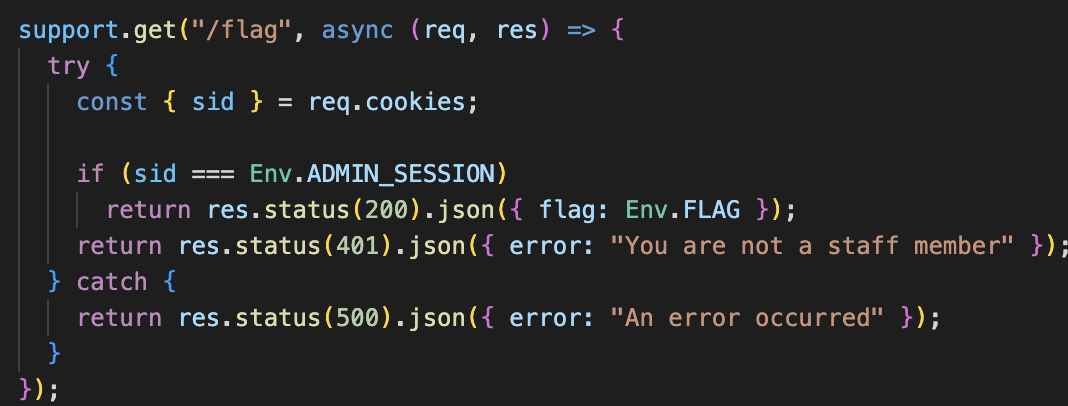 support.get("/flag", async (req, res) => {
  try {
    const { sid } = req.cookies;

    if (sid === Env.ADMIN_SESSION)
      return res.status(200).json({ flag: Env.FLAG });
    return res.status(401).json({ error: "You are not a staff member" });
  } catch {
    return res.status(500).json({ error: "An error occurred" });
  }
});